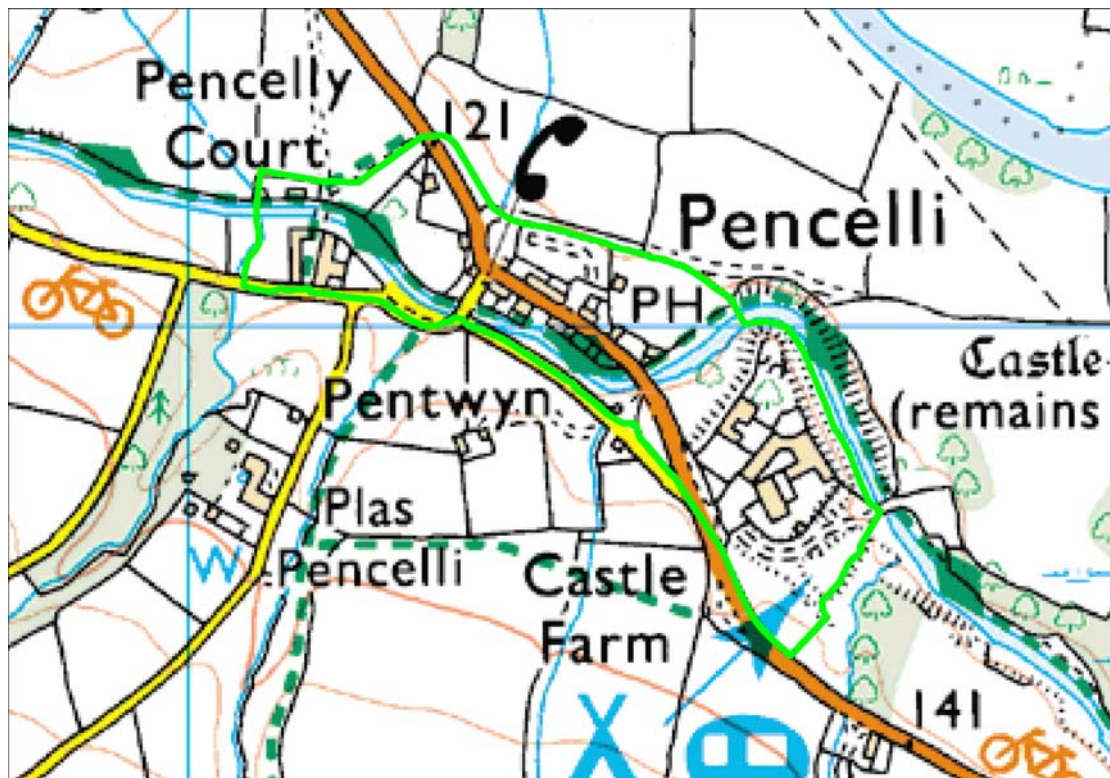 Pencelly
Court
121
Pencelli
PH
Castle
(remains
Pentwyn
Plas
Pencelli
W
Castle
Farm
141